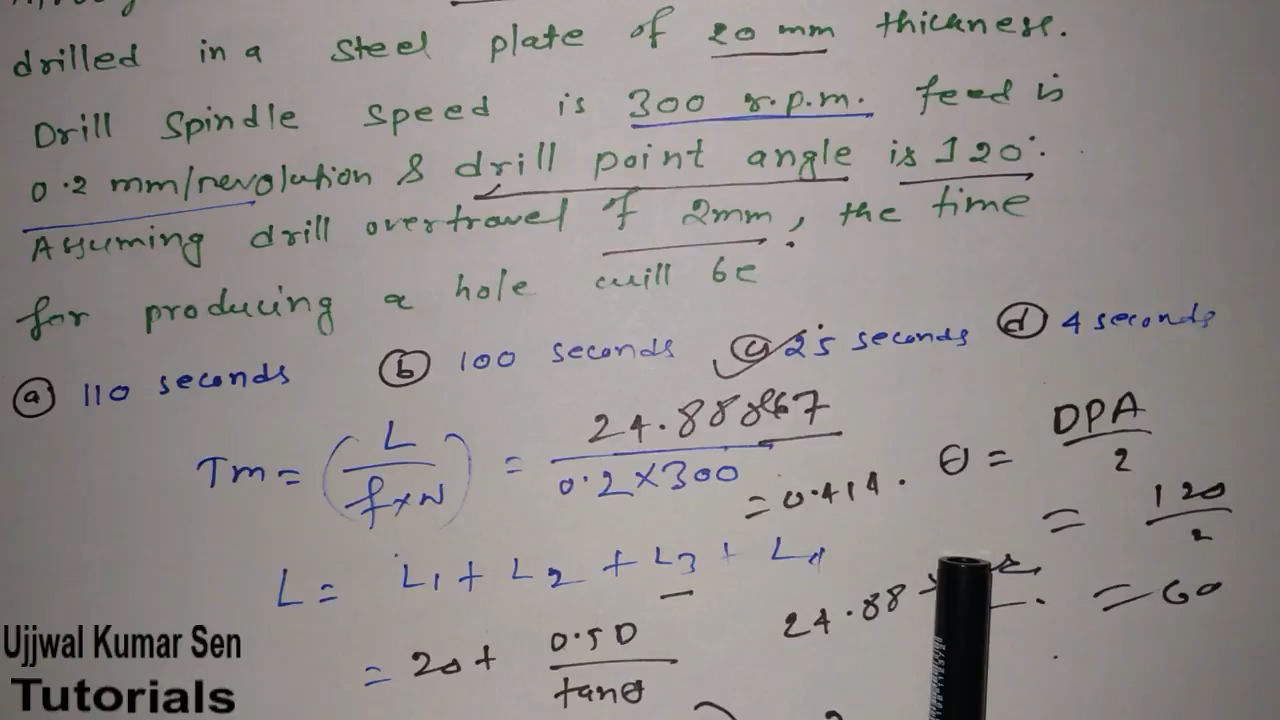 drilled in a steel plate of 20 mm thickness.
Drill Spindle speed is 300 r.p.m. feed is
0.2 mm/revolution & drill point angle is 120°.
Assuming drill overtravel of 2mm, the time
for producing a hole will be
(a) 110 seconds (b) 100 seconds (c) 25 seconds (d) 4 seconds
Tm = (L / f×N) = 24.88867 / 0.2×300 = 0.414.
θ = DPA / 2
= 120 / 2
= 60
L = L1 + L2 + L3 + L4
24.88
= 20 + 0.5D / tanθ
Ujjwal Kumar Sen
Tutorials